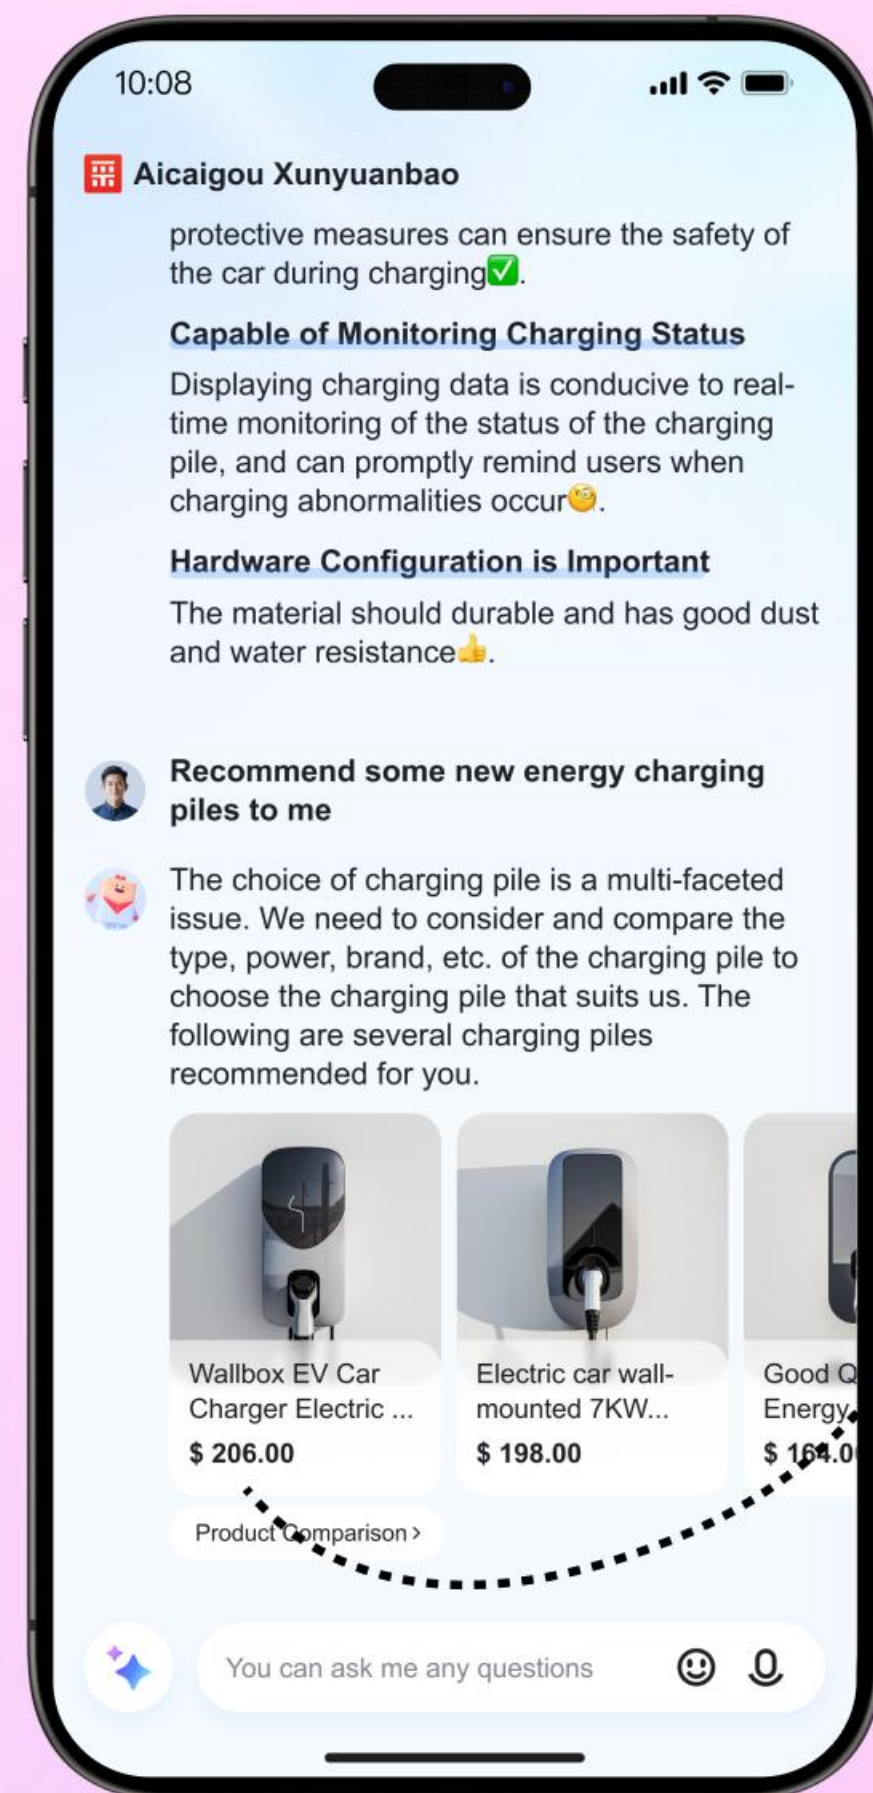 10:08
Aicaigou Xunyuanbao
protective measures can ensure the safety of
the car during charging✅.
Capable of Monitoring Charging Status
Displaying charging data is conducive to real-
time monitoring of the status of the charging
pile, and can promptly remind users when
charging abnormalities occur🧐.
Hardware Configuration is Important
The material should durable and has good dust
and water resistance👍.
Recommend some new energy charging
piles to me
The choice of charging pile is a multi-faceted
issue. We need to consider and compare the
type, power, brand, etc. of the charging pile to
choose the charging pile that suits us. The
following are several charging piles
recommended for you.
Wallbox EV Car
Charger Electric ...
$ 206.00
Electric car wall-
mounted 7KW...
$ 198.00
Good Q
Energy
$ 164.0
Product Comparison >
You can ask me any questions